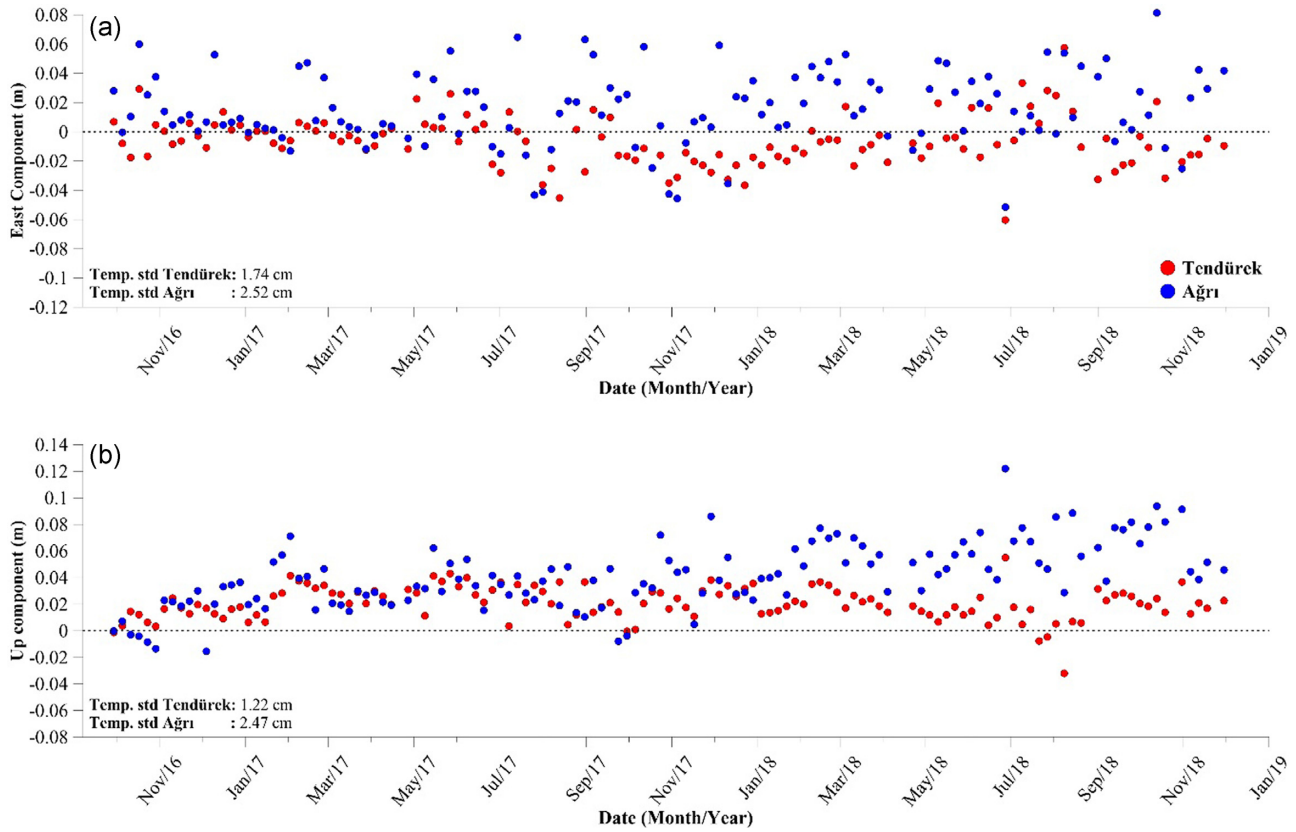 (a)
East Component (m)
0.08
0.06
0.04
0.02
0
-0.02
-0.04
-0.06
-0.08
-0.1
-0.12
Temp. std Tendürek: 1.74 cm
Temp. std Ağrı : 2.52 cm
Tendürek
Ağrı
Nov/16 Jan/17 Mar/17 May/17 Jul/17 Sep/17 Nov/17 Jan/18 Mar/18 May/18 Jul/18 Sep/18 Nov/18 Jan/19
Date (Month/Year)
(b)
Up component (m)
0.14
0.12
0.1
0.08
0.06
0.04
0.02
0
-0.02
-0.04
-0.06
-0.08
Temp. std Tendürek: 1.22 cm
Temp. std Ağrı : 2.47 cm
Nov/16 Jan/17 Mar/17 May/17 Jul/17 Sep/17 Nov/17 Jan/18 Mar/18 May/18 Jul/18 Sep/18 Nov/18 Jan/19
Date (Month/Year)